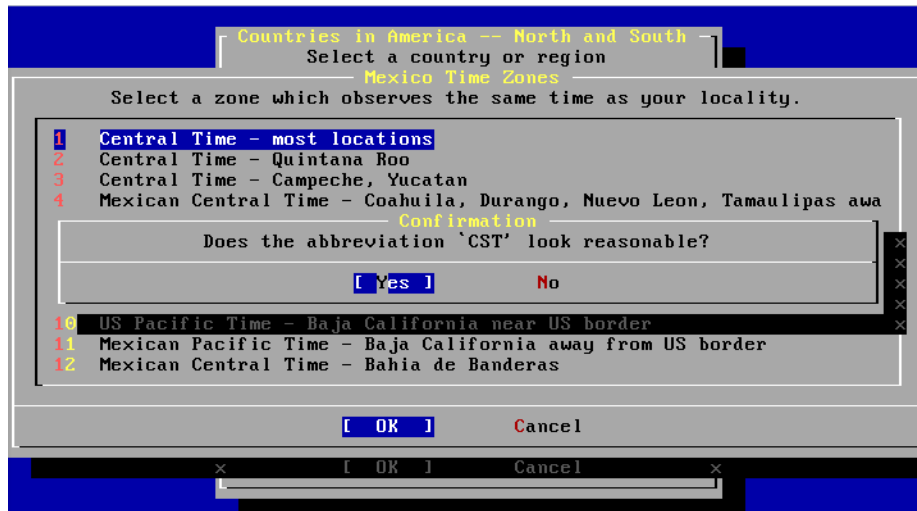 Countries in America -- North and South
Select a country or region
Mexico Time Zones
Select a zone which observes the same time as your locality.
1 Central Time - most locations
2 Central Time - Quintana Roo
3 Central Time - Campeche, Yucatan
4 Mexican Central Time - Coahuila, Durango, Nuevo Leon, Tamaulipas awa
Confirmation
Does the abbreviation `CST' look reasonable?
[ Yes ] No
10 US Pacific Time - Baja California near US border
11 Mexican Pacific Time - Baja California away from US border
12 Mexican Central Time - Bahia de Banderas
[ OK ] Cancel
[ OK ] Cancel